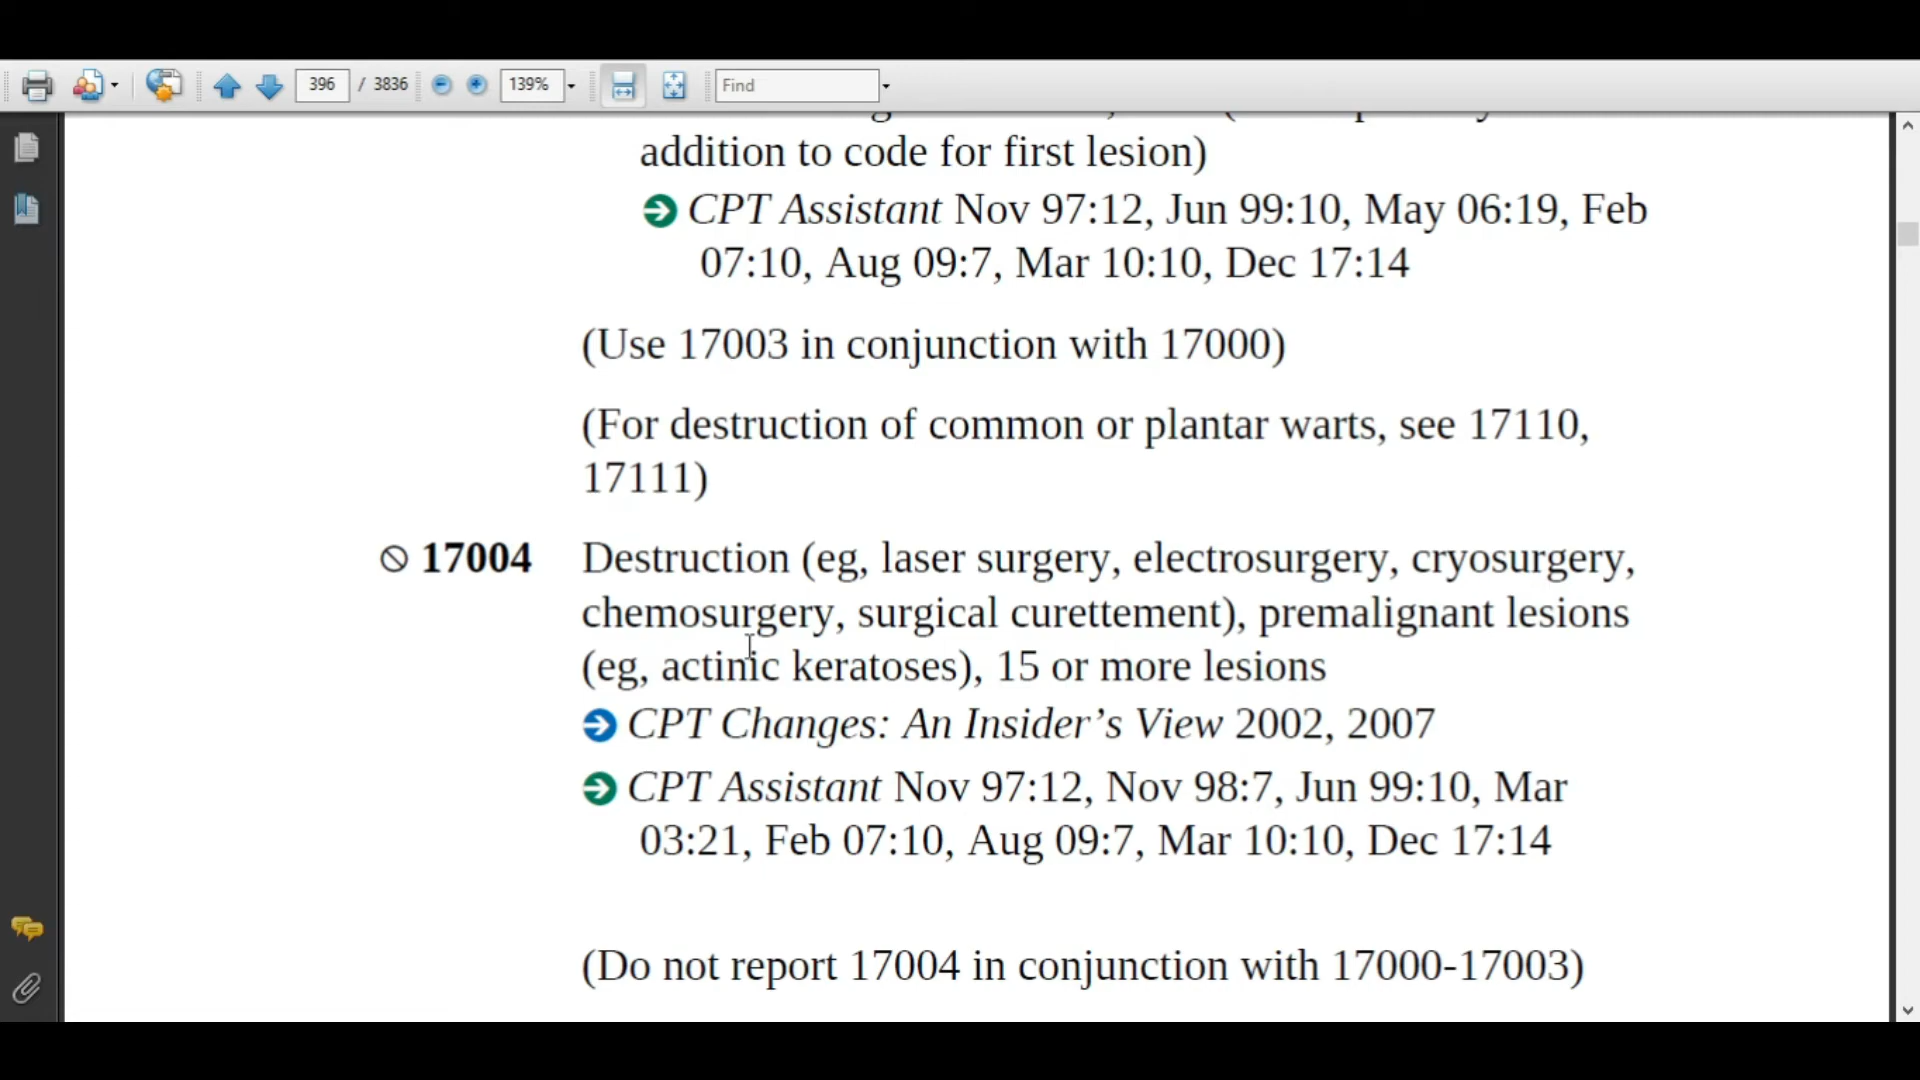 396 / 3836 139% Find
addition to code for first lesion)
CPT Assistant Nov 97:12, Jun 99:10, May 06:19, Feb
07:10, Aug 09:7, Mar 10:10, Dec 17:14
(Use 17003 in conjunction with 17000)
(For destruction of common or plantar warts, see 17110,
17111)
17004 Destruction (eg, laser surgery, electrosurgery, cryosurgery,
chemosurgery, surgical curettement), premalignant lesions
(eg, actinic keratoses), 15 or more lesions
CPT Changes: An Insider’s View 2002, 2007
CPT Assistant Nov 97:12, Nov 98:7, Jun 99:10, Mar
03:21, Feb 07:10, Aug 09:7, Mar 10:10, Dec 17:14
(Do not report 17004 in conjunction with 17000-17003)